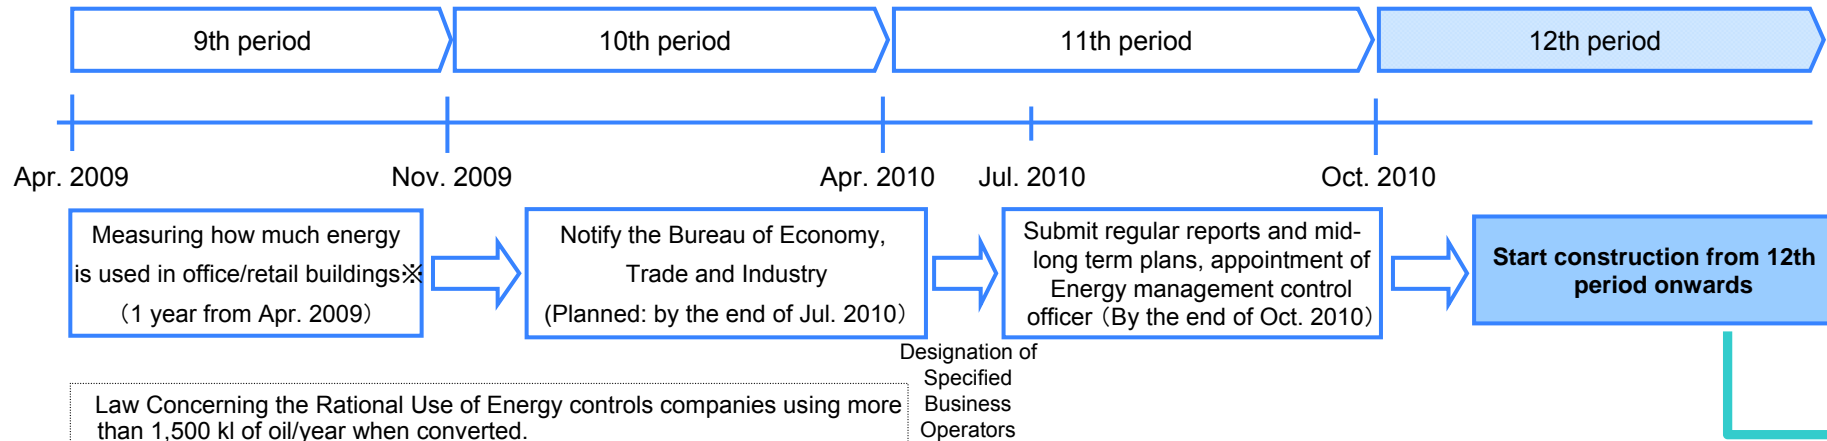 9th period
10th period
11th period
12th period
Apr. 2009
Nov. 2009
Apr. 2010
Jul. 2010
Oct. 2010
Measuring how much energy
is used in office/retail buildings※
（1 year from Apr. 2009）
Notify the Bureau of Economy,
Trade and Industry
(Planned: by the end of Jul. 2010）
Submit regular reports and mid-
long term plans, appointment of
Energy management control
officer（By the end of Oct. 2010）
Start construction from 12th
period onwards
Designation of
Specified
Business
Operators
Law Concerning the Rational Use of Energy controls companies using more
than 1,500 kl of oil/year when converted.